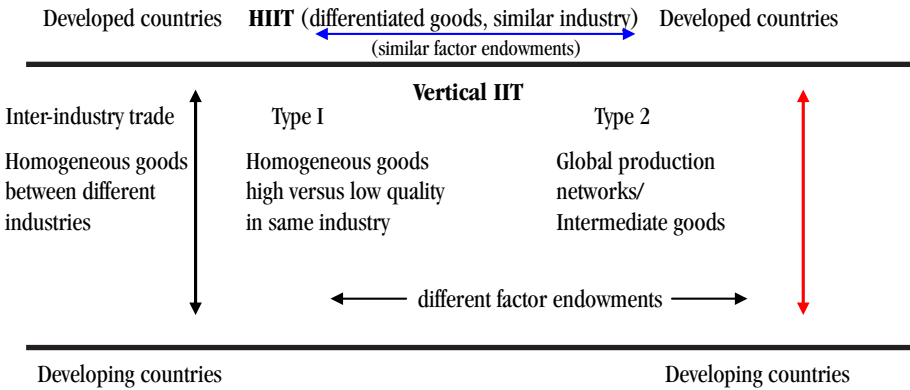 Developed countries HIIT (differentiated goods, similar industry) Developed countries
(similar factor endowments)
Vertical IIT
Inter-industry trade Type I Type 2
Homogeneous goods Homogeneous goods Global production
between different high versus low quality networks/
industries in same industry Intermediate goods
different factor endowments
Developing countries Developing countries